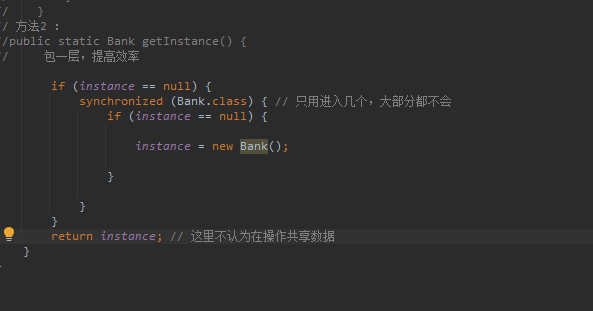 //    }
// 方法2 :
//public static Bank getInstance() {
//    包一层，提高效率
if (instance == null) {
synchronized (Bank.class) { // 只用进入几个，大部分都不会
if (instance == null) {
instance = new Bank();
}
}
}
return instance; // 这里不认为在操作共享数据
}